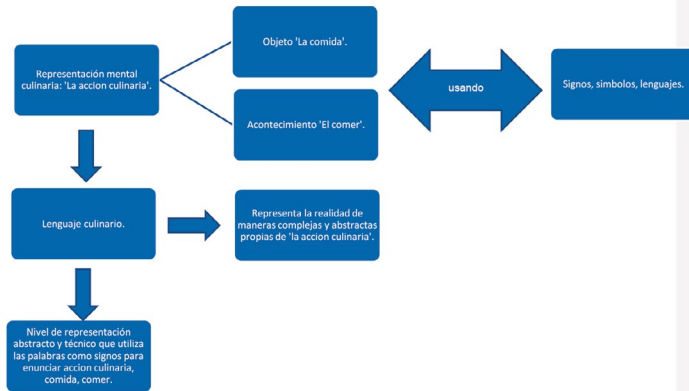 Objeto 'La comida'.
Representación mental
culinaria: 'La accion culinaria'.
usando
Signos, simbolos, lenguajes.
Acontecimiento 'El comer'.
Lenguaje culinario.
Representa la realidad de
maneras complejas y abstractas
propias de 'la accion culinaria'.
Nivel de representación
abstracto y técnico que utiliza
las palabras como signos para
enunciar accion culinaria,
comida, comer.